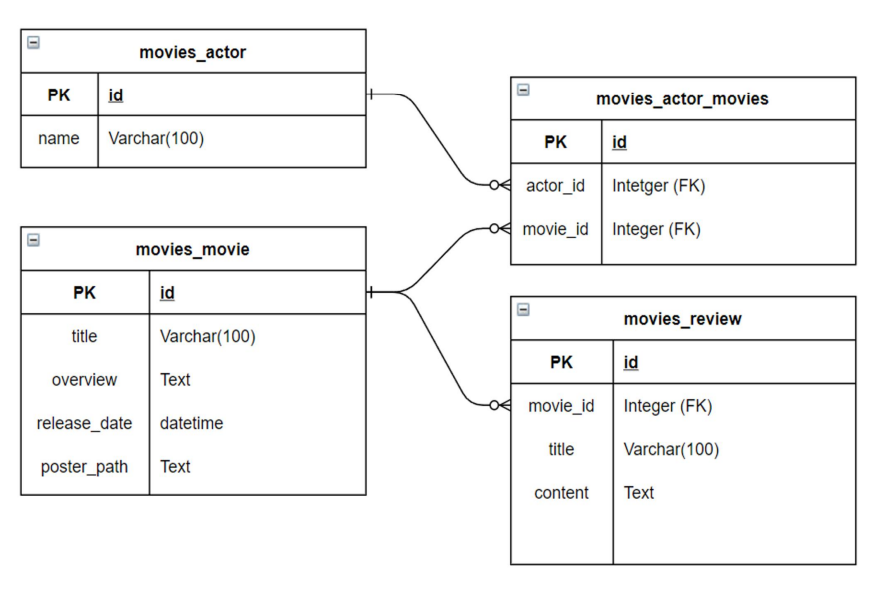 movies_actor
PK id
name Varchar(100)
movies_movie
PK id
title Varchar(100)
overview Text
release_date datetime
poster_path Text
movies_actor_movies
PK id
actor_id Intetger (FK)
movie_id Integer (FK)
movies_review
PK id
movie_id Integer (FK)
title Varchar(100)
content Text